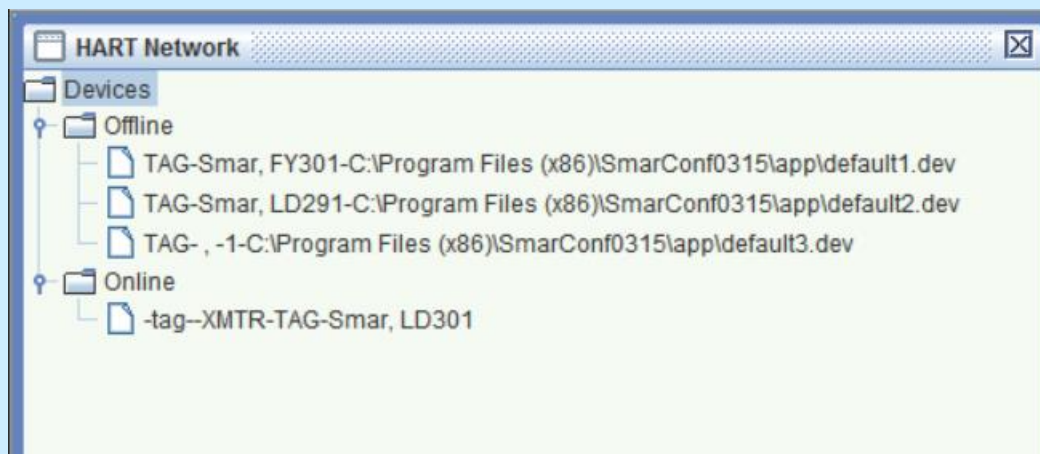 HART Network
Devices
Offline
TAG-Smar, FY301-C:\Program Files (x86)\SmarConf0315\app\default1.dev
TAG-Smar, LD291-C:\Program Files (x86)\SmarConf0315\app\default2.dev
TAG- , -1-C:\Program Files (x86)\SmarConf0315\app\default3.dev
Online
-tag--XMTR-TAG-Smar, LD301